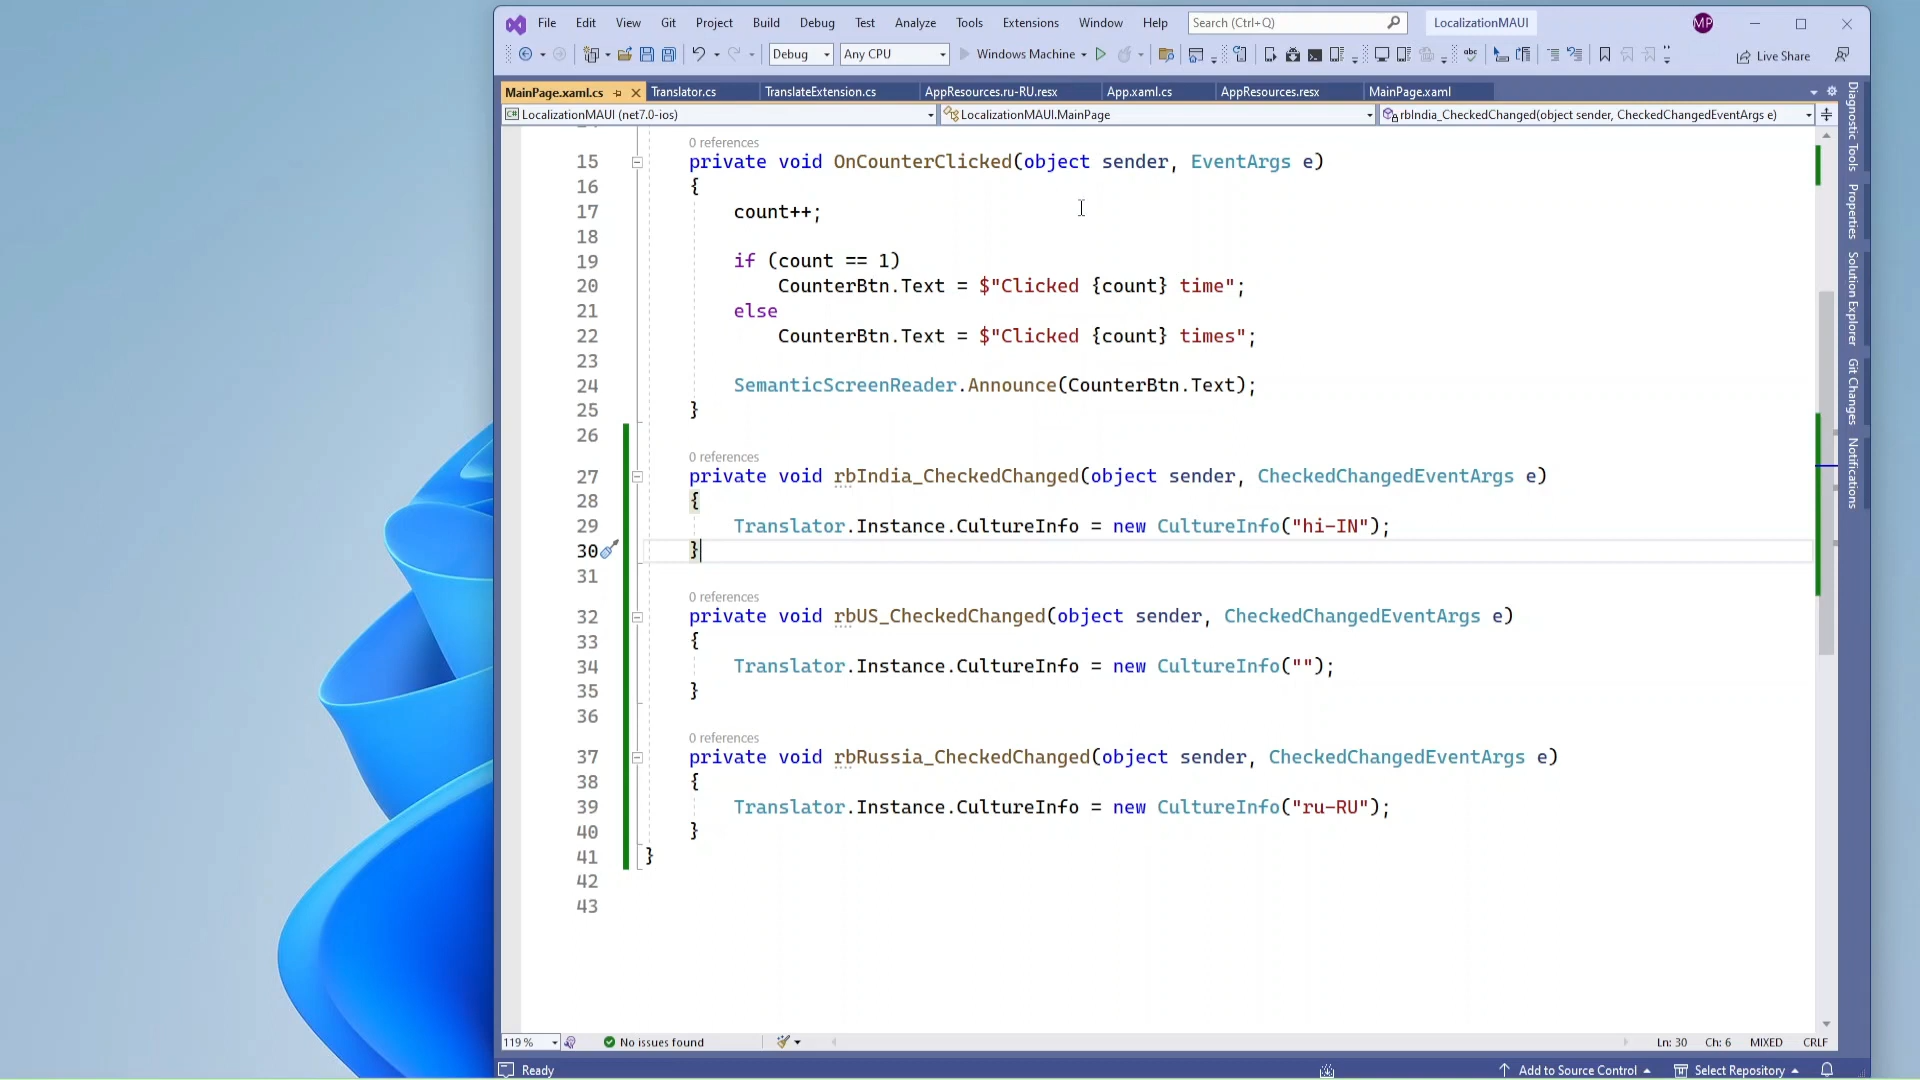 File Edit View Git Project Build Debug Test Analyze Tools Extensions Window Help Search (Ctrl+Q) LocalizationMAUI MP
Debug Any CPU Windows Machine Live Share
MainPage.xaml.cs Translator.cs TranslateExtension.cs AppResources.ru-RU.resx App.xaml.cs AppResources.resx MainPage.xaml
LocalizationMAUI (net7.0-ios) LocalizationMAUI.MainPage rbIndia_CheckedChanged(object sender, CheckedChangedEventArgs e)
0 references
15 private void OnCounterClicked(object sender, EventArgs e)
16 {
17 count++;
18
19 if (count == 1)
20 CounterBtn.Text = $"Clicked {count} time";
21 else
22 CounterBtn.Text = $"Clicked {count} times";
23
24 SemanticScreenReader.Announce(CounterBtn.Text);
25 }
26
0 references
27 private void rbIndia_CheckedChanged(object sender, CheckedChangedEventArgs e)
28 {
29 Translator.Instance.CultureInfo = new CultureInfo("hi-IN");
30 }
31
0 references
32 private void rbUS_CheckedChanged(object sender, CheckedChangedEventArgs e)
33 {
34 Translator.Instance.CultureInfo = new CultureInfo("");
35 }
36
0 references
37 private void rbRussia_CheckedChanged(object sender, CheckedChangedEventArgs e)
38 {
39 Translator.Instance.CultureInfo = new CultureInfo("ru-RU");
40 }
41 }
42
43
Diagnostic Tools
Properties
Solution Explorer
Git Changes
Notifications
119 % No issues found Ln: 30 Ch: 6 MIXED CRLF
Ready Add to Source Control Select Repository